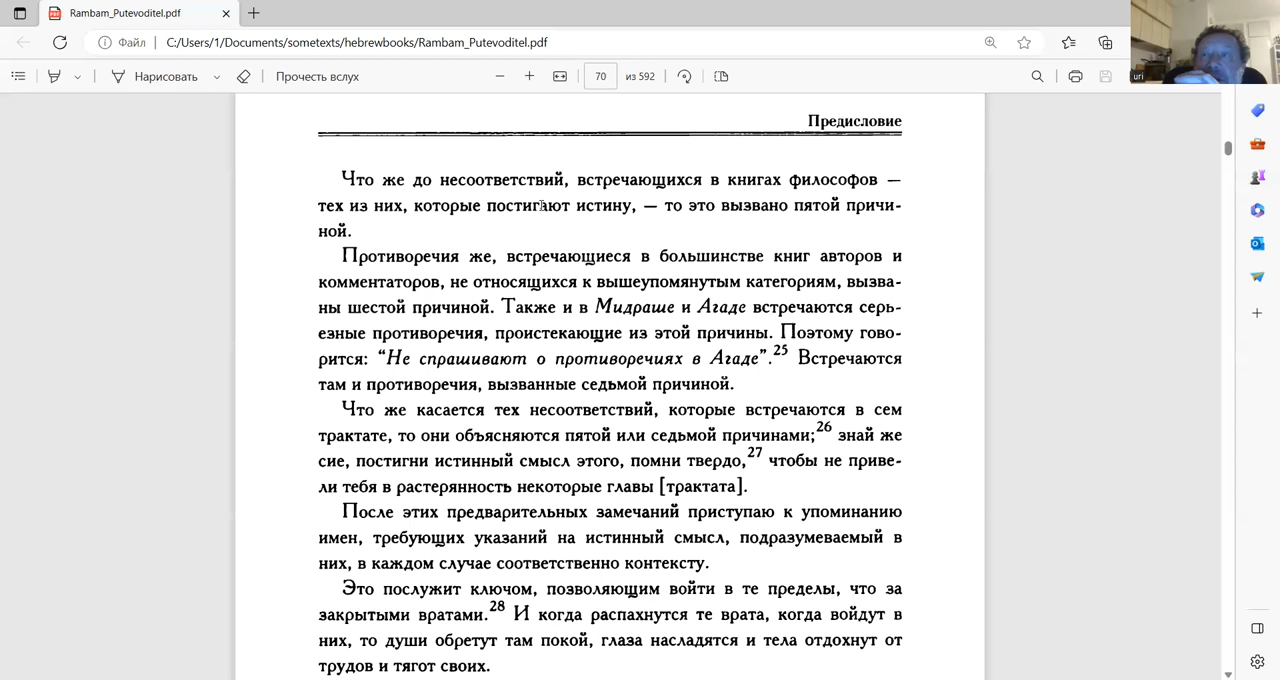 Rambam_Putevoditel.pdf
Файл C:/Users/1/Documents/sometexts/hebrewbooks/Rambam_Putevoditel.pdf
Нарисовать Прочесть вслух 70 из 592
uri
Предисловие
Что же до несоответствий, встречающихся в книгах философов —
тех из них, которые постигают истину, — то это вызвано пятой причи-
ной.
Противоречия же, встречающиеся в большинстве книг авторов и
комментаторов, не относящихся к вышеупомянутым категориям, вызва-
ны шестой причиной. Также и в Мидраше и Агаде встречаются серь-
езные противоречия, проистекающие из этой причины. Поэтому гово-
рится: “Не спрашивают о противоречиях в Агаде”.25 Встречаются
там и противоречия, вызванные седьмой причиной.
Что же касается тех несоответствий, которые встречаются в сем
трактате, то они объясняются пятой или седьмой причинами;26 знай же
сие, постигни истинный смысл этого, помни твердо,27 чтобы не приве-
ли тебя в растерянность некоторые главы [трактата].
После этих предварительных замечаний приступаю к упоминанию
имен, требующих указаний на истинный смысл, подразумеваемый в
них, в каждом случае соответственно контексту.
Это послужит ключом, позволяющим войти в те пределы, что за
закрытыми вратами.28 И когда распахнутся те врата, когда войдут в
них, то души обретут там покой, глаза насладятся и тела отдохнут от
трудов и тягот своих.